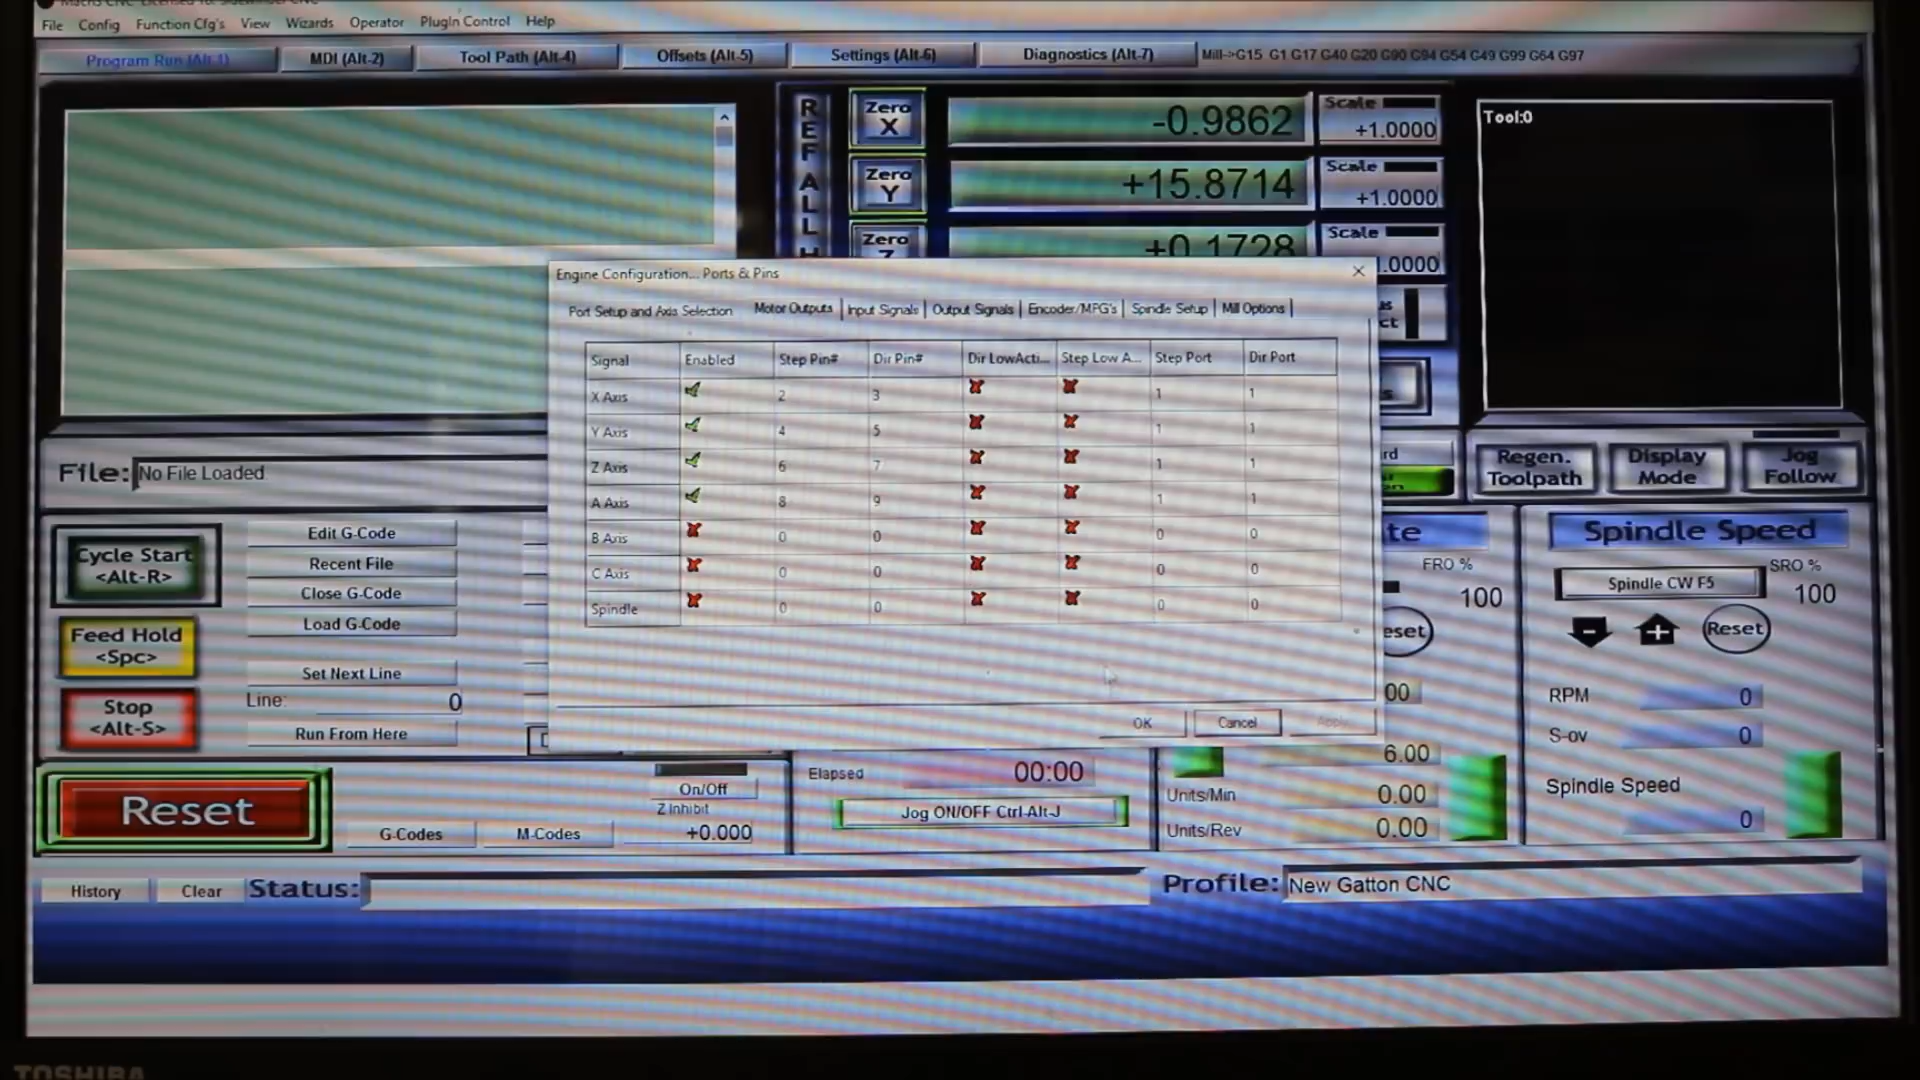 File Config Function Cfg's View Wizards Operator PlugIn Control Help
Program Run (Alt-1) MDI (Alt-2) Tool Path (Alt-4) Offsets (Alt-5) Settings (Alt-6) Diagnostics (Alt-7) Mill->G15 G1 G17 G40 G20 G90 G94 G54 G49 G99 G64 G97
REF ALL H
Zero X -0.9862 Scale +1.0000
Zero Y +15.8714 Scale +1.0000
Zero Z +0.1728 Scale
Tool:0
Engine Configuration... Ports & Pins
Port Setup and Axis Selection Motor Outputs Input Signals Output Signals Encoder/MPG's Spindle Setup Mill Options
Signal Enabled Step Pin# Dir Pin# Dir LowActi... Step Low A... Step Port Dir Port
X Axis 2 3 1 1
Y Axis 4 5 1 1
Z Axis 6 7 1 1
A Axis 8 9 1 1
B Axis 0 0 0 0
C Axis 0 0 0 0
Spindle 0 0 0 0
OK Cancel Apply
File: No File Loaded
Regen. Toolpath
Display Mode
Jog Follow
Cycle Start
<Alt-R>
Feed Hold
<Spc>
Stop
<Alt-S>
Edit G-Code
Recent File
Close G-Code
Load G-Code
Set Next Line
Line: 0
Run From Here
FRO %
100
6.00
Units/Min 0.00
Units/Rev 0.00
Spindle Speed
Spindle CW F5
SRO %
100
Reset
RPM 0
S-ov 0
Spindle Speed
0
Reset
G-Codes M-Codes
On/Off
Z Inhibit
+0.000
Elapsed 00:00
Jog ON/OFF Ctrl-Alt-J
History Clear Status:
Profile: New Gatton CNC
TOSHIBA